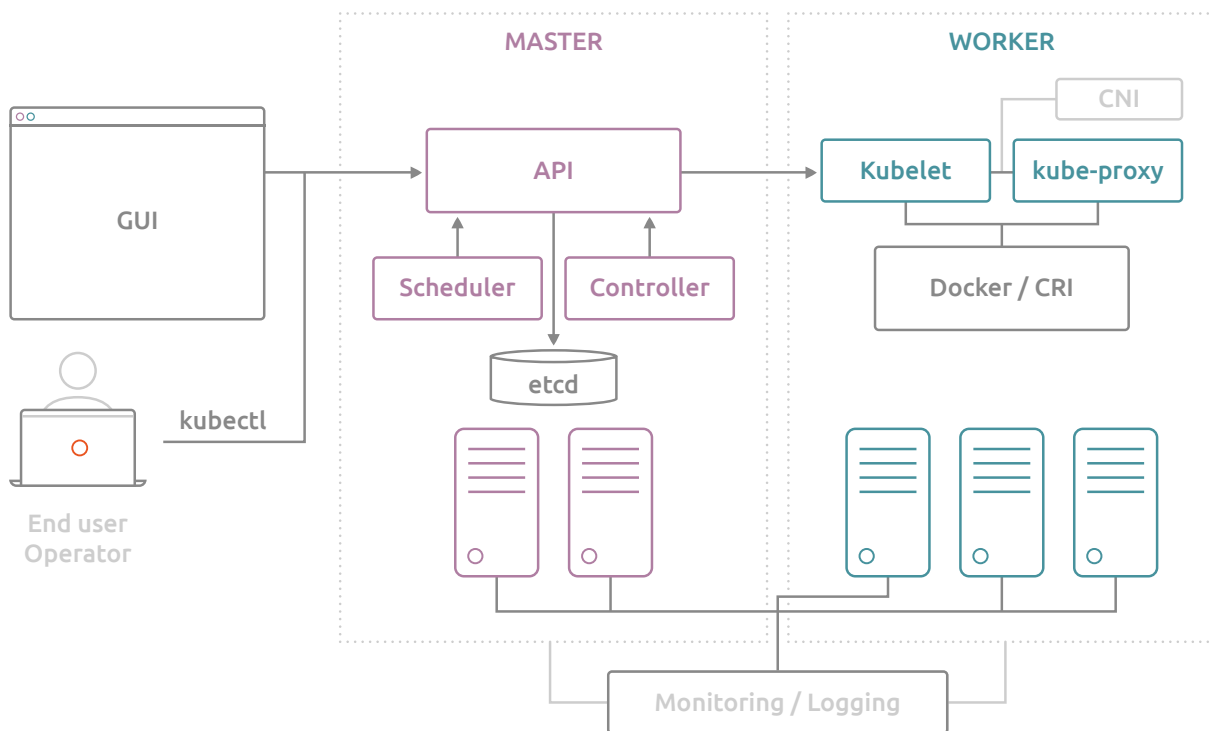 MASTER
WORKER
CNI
GUI
API
Kubelet
kube-proxy
Scheduler
Controller
Docker / CRI
etcd
kubectl
End user
Operator
Monitoring / Logging